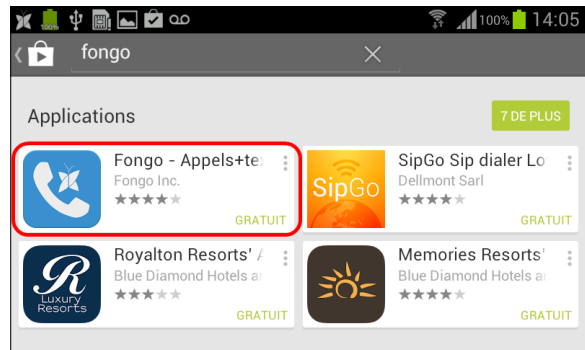 100% 100% 14:05
fongo
Applications
7 DE PLUS
Fongo - Appels+te
Fongo Inc.
GRATUIT
SipGo
SipGo Sip dialer Lo
Dellmont Sarl
GRATUIT
R
Luxury
Resorts
Royalton Resorts'
Blue Diamond Hotels a
GRATUIT
Memories Resorts'
Blue Diamond Hotels a
GRATUIT